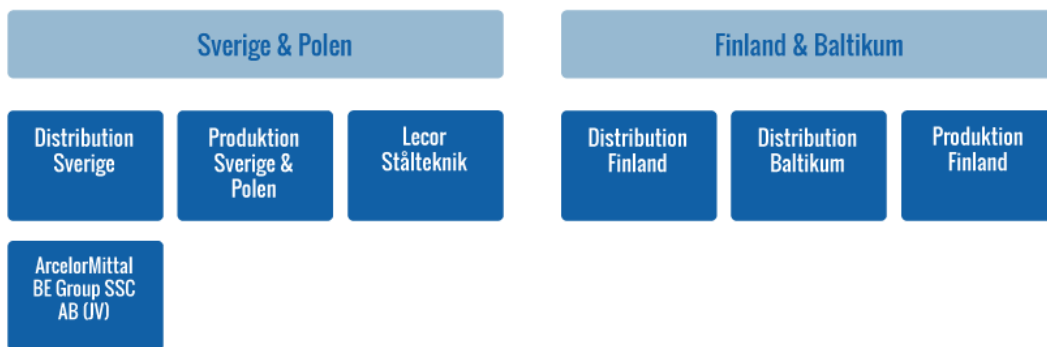 Sverige & Polen
Distribution
Sverige
Produktion
Sverige &
Polen
Lecor
Stålteknik
ArcelorMittal
BE Group SSC
AB (JV)
Finland & Baltikum
Distribution
Finland
Distribution
Baltikum
Produktion
Finland